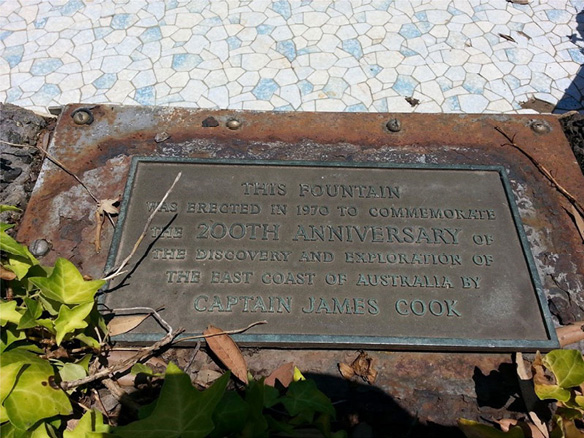 THIS FOUNTAIN
WAS ERECTED IN 1970 TO COMMEMORATE
THE 200TH ANNIVERSARY OF
THE DISCOVERY AND EXPLORATION OF
THE EAST COAST OF AUSTRALIA BY
CAPTAIN JAMES COOK